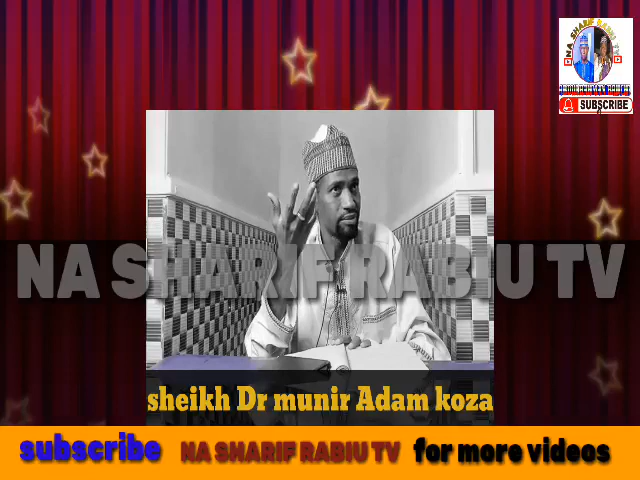 NA SHARIF RABIU TV
SUBSCRIBE
NA SHARIF RABIU TV
sheikh Dr munir Adam koza
subscribe NA SHARIF RABIU TV for more videos